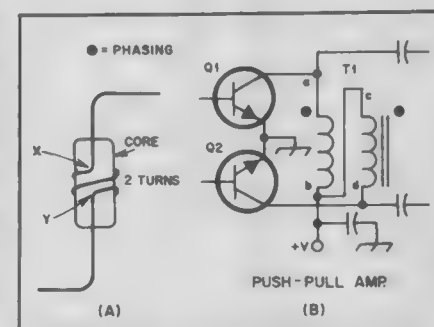 ● = PHASING
X
CORE
2 TURNS
Y
(A)
Q1
T1
a
c
Q2
b
d
+V
PUSH-PULL AMP.
(B)